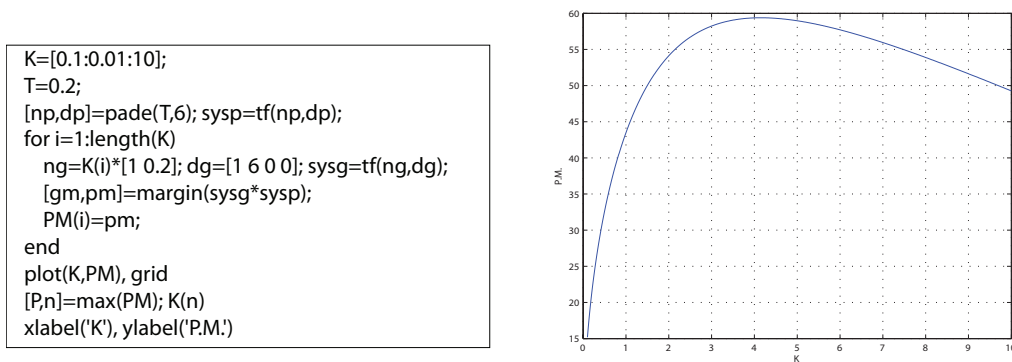 K=[0.1:0.01:10];
T=0.2;
[np,dp]=pade(T,6); sysp=tf(np,dp);
for i=1:length(K)
ng=K(i)*[1 0.2]; dg=[1 6 0 0]; sysg=tf(ng,dg);
[gm,pm]=margin(sysg*sysp);
PM(i)=pm;
end
plot(K,PM), grid
[P,n]=max(PM); K(n)
xlabel('K'), ylabel('P.M.')
60
55
50
45
40
35
30
25
20
15
P.M.
0 1 2 3 4 5 6 7 8 9 10
K